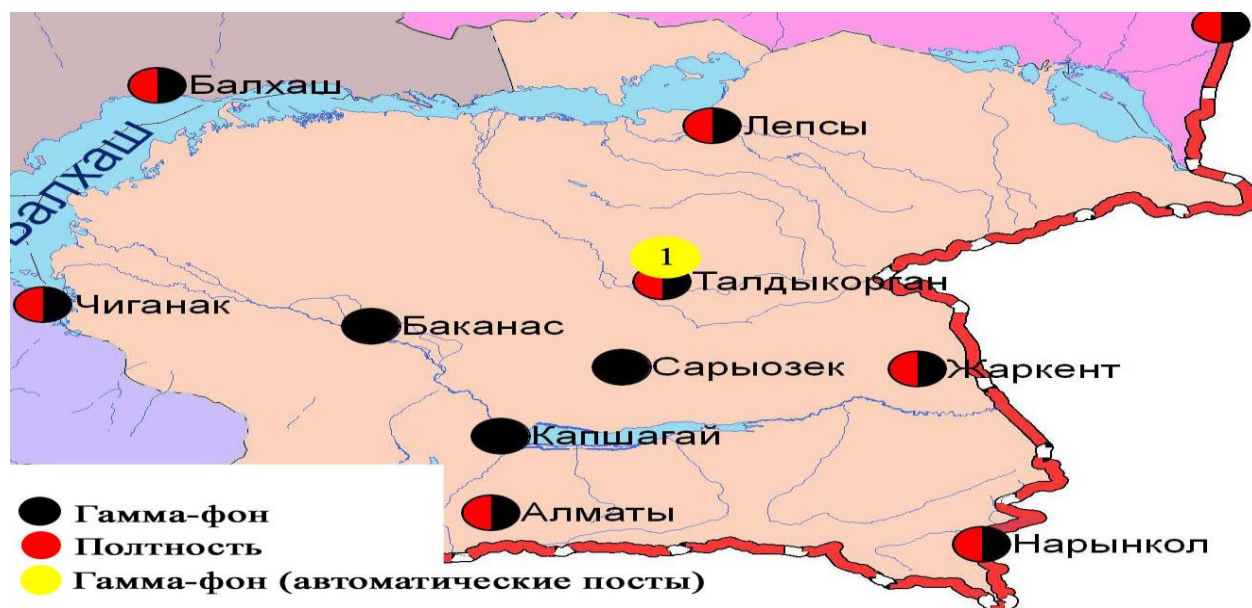 Балхаш
Лепсы
Балхаш
1
Талдыкорган
Чиганак
Баканас
Сарыозек
Жаркент
Капшагай
Алматы
Нарынкол
Гамма-фон
Полтность
Гамма-фон (автоматические посты)